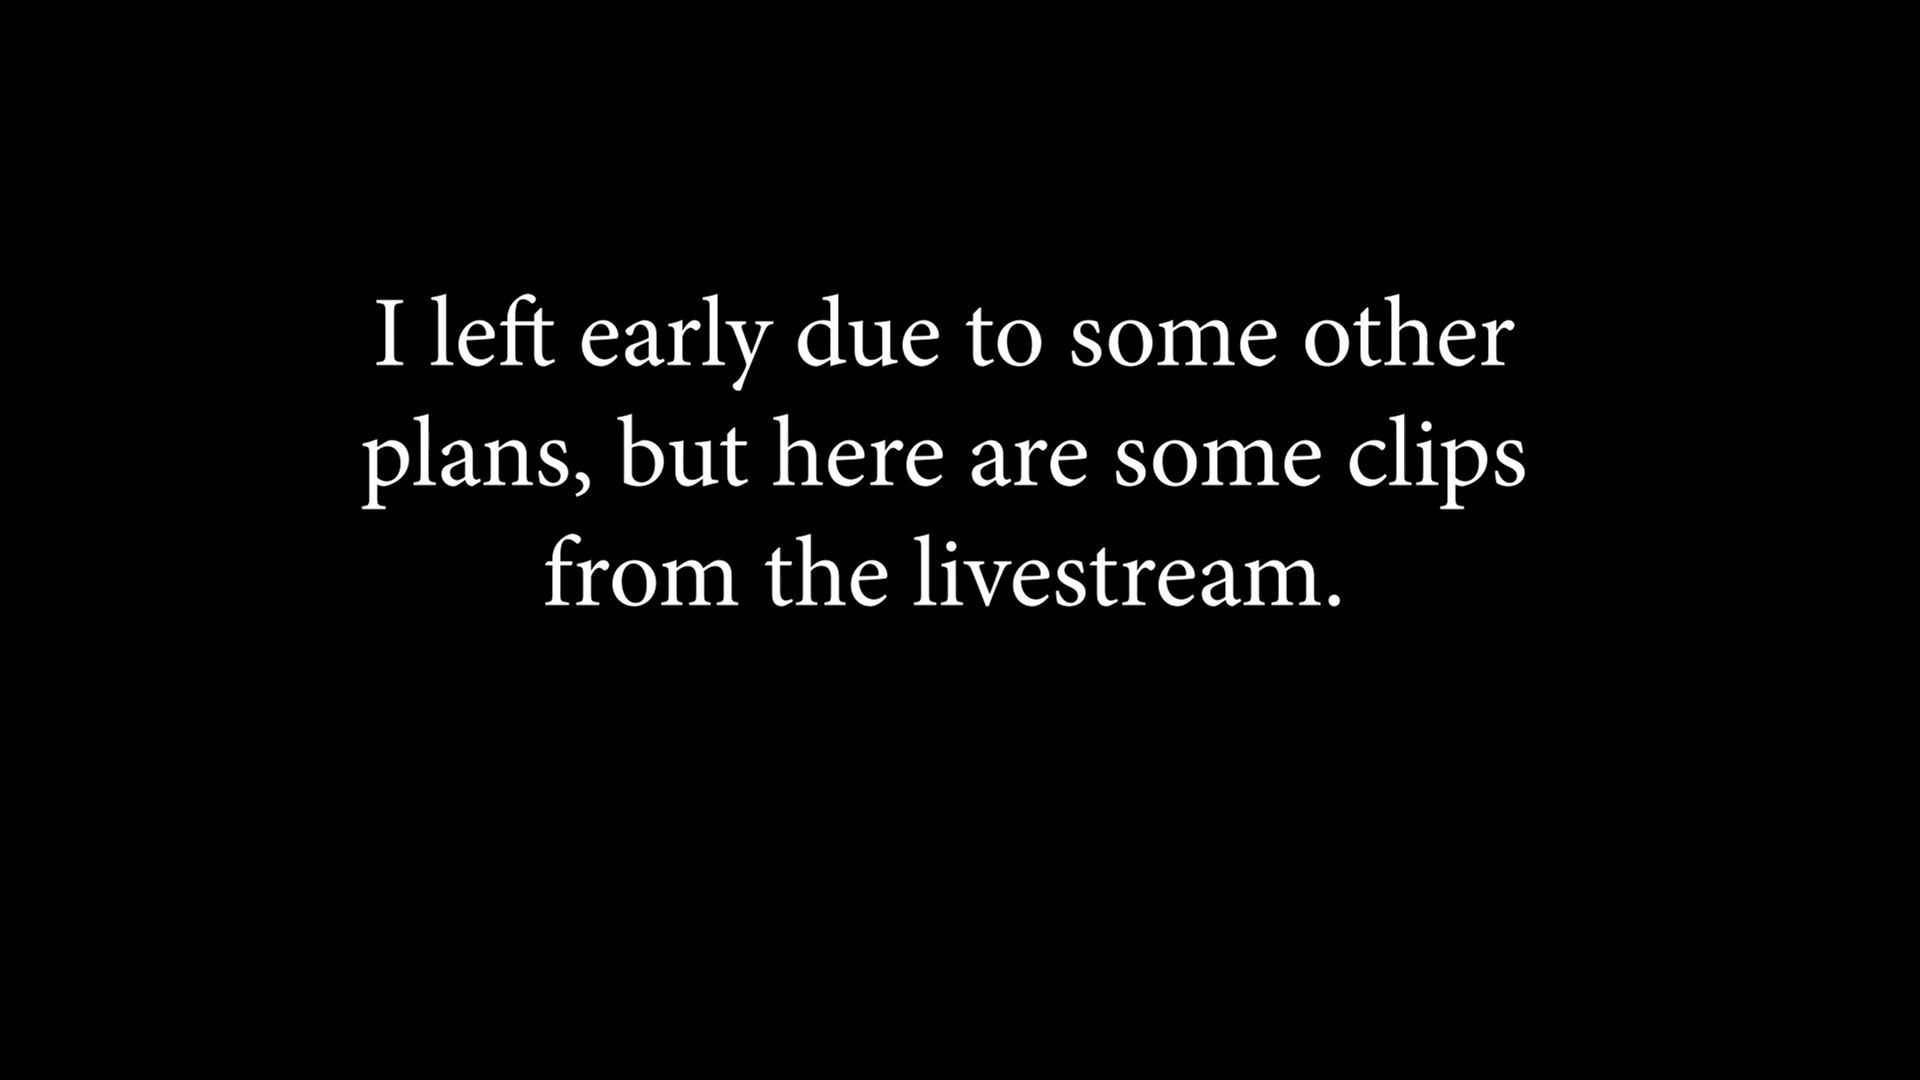 I left early due to some other
plans, but here are some clips
from the livestream.